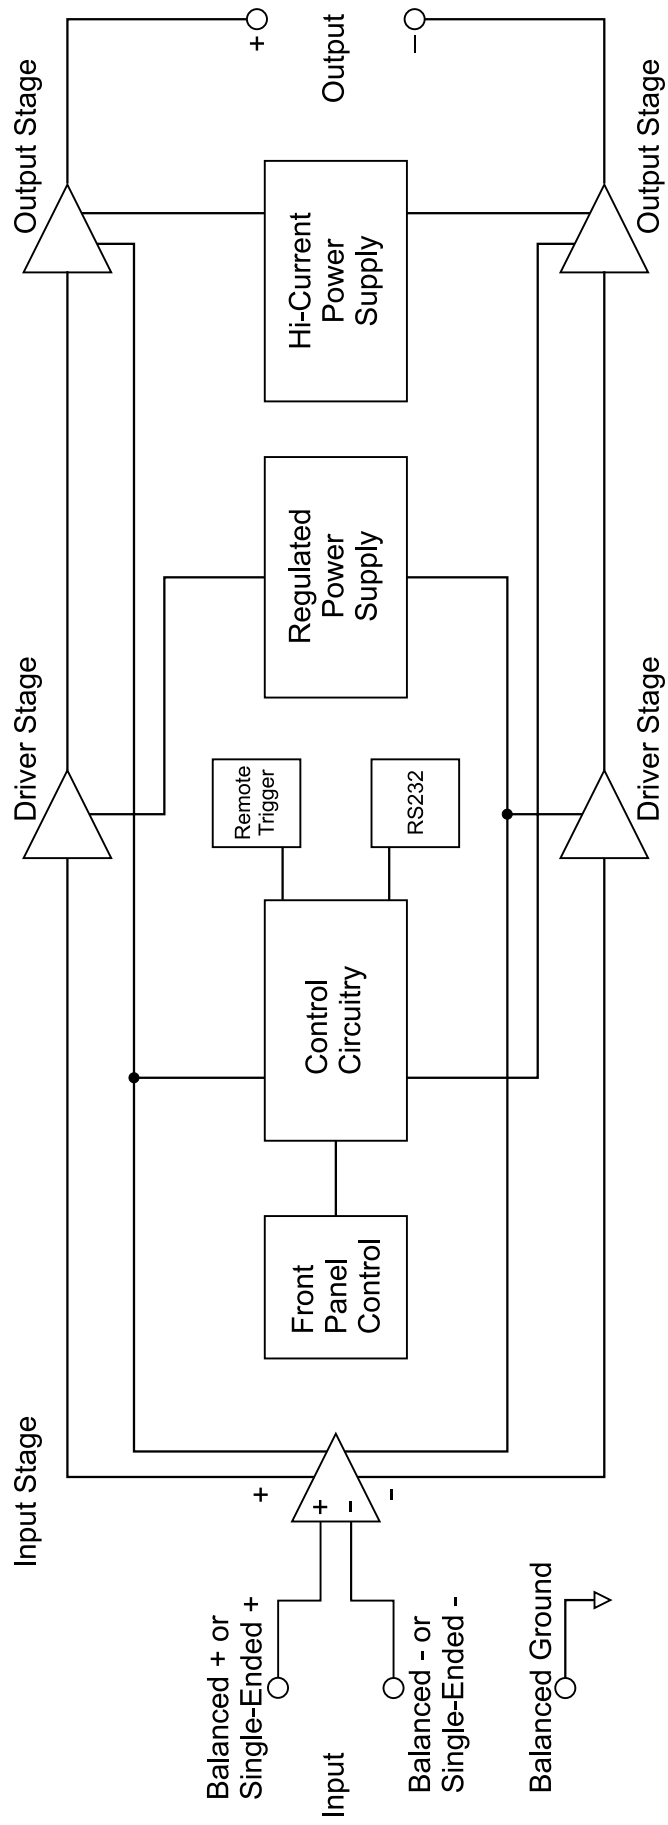 Input Stage
Driver Stage
Output Stage
Balanced + or
Single-Ended +
Input
Balanced - or
Single-Ended -
Balanced Ground
+
+
-
-
Front
Panel
Control
Control
Circuitry
Remote
Trigger
RS232
Regulated
Power
Supply
Hi-Current
Power
Supply
+
Output
–
Driver Stage
Output Stage